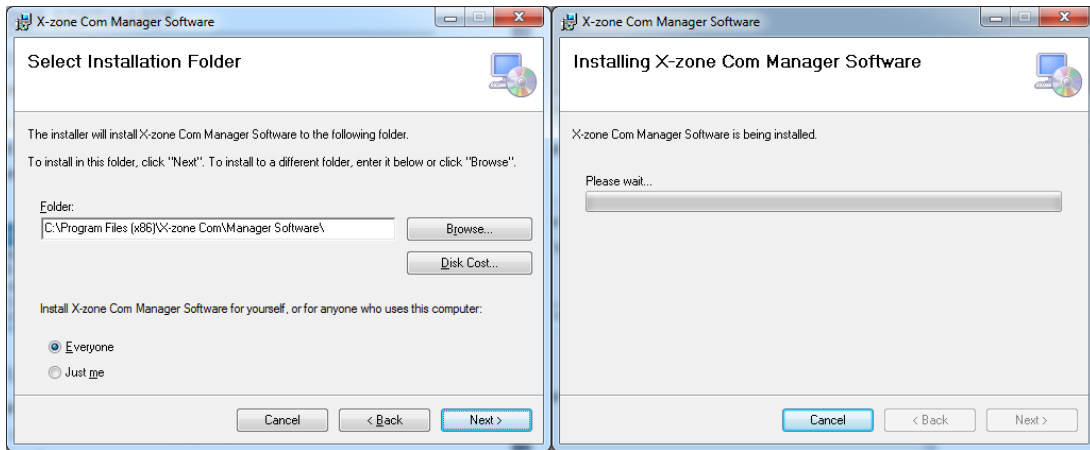 X-zone Com Manager Software
Select Installation Folder
The installer will install X-zone Com Manager Software to the following folder.
To install in this folder, click "Next". To install to a different folder, enter it below or click "Browse".
Folder:
C:\Program Files (x86)\X-zone Com\Manager Software\
Browse...
Disk Cost...
Install X-zone Com Manager Software for yourself, or for anyone who uses this computer:
Everyone
Just me
Cancel
< Back
Next >
X-zone Com Manager Software
Installing X-zone Com Manager Software
X-zone Com Manager Software is being installed.
Please wait...
Cancel
< Back
Next >